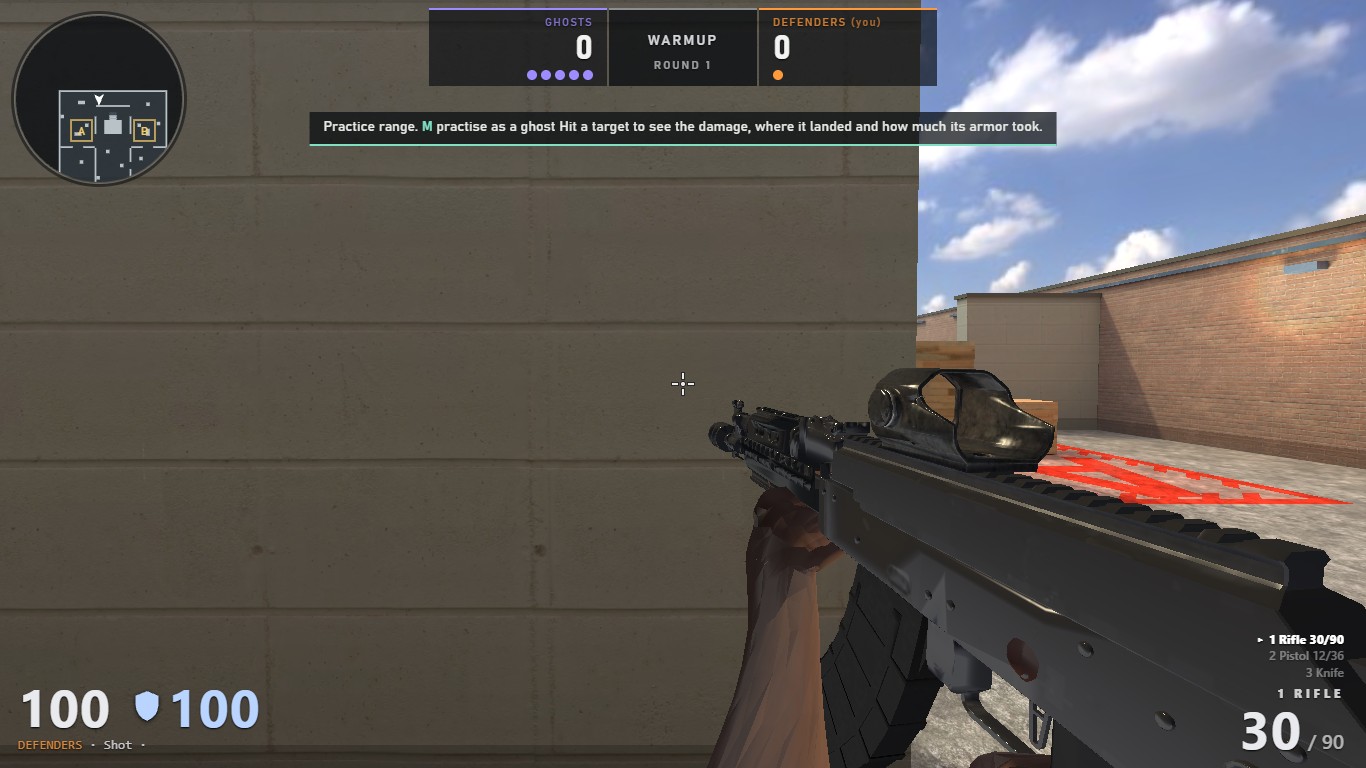 GHOSTS
0
WARMUP
ROUND 1
DEFENDERS (you)
0
Practice range. M practise as a ghost Hit a target to see the damage, where it landed and how much its armor took.
A
B
1 Rifle 30/90
2 Pistol 12/36
3 Knife
1 RIFLE
30 / 90
100 100
DEFENDERS · Shot ·